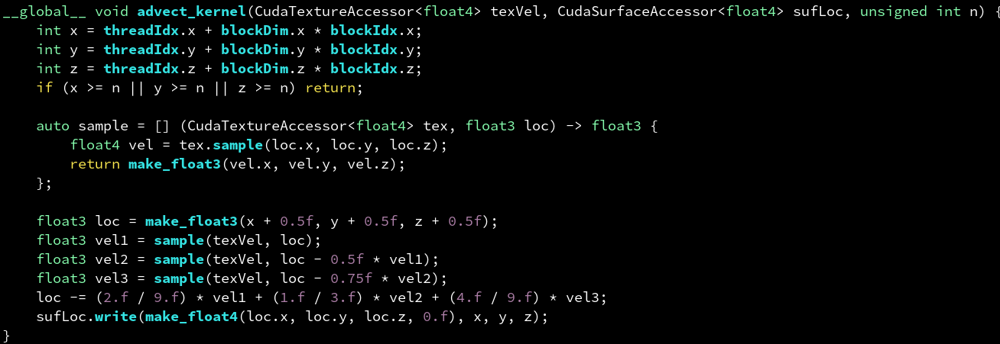 __global__ void advect_kernel(CudaTextureAccessor<float4> texVel, CudaSurfaceAccessor<float4> sufLoc, unsigned int n) {
    int x = threadIdx.x + blockDim.x * blockIdx.x;
    int y = threadIdx.y + blockDim.y * blockIdx.y;
    int z = threadIdx.z + blockDim.z * blockIdx.z;
    if (x >= n || y >= n || z >= n) return;

    auto sample = [] (CudaTextureAccessor<float4> tex, float3 loc) -> float3 {
        float4 vel = tex.sample(loc.x, loc.y, loc.z);
        return make_float3(vel.x, vel.y, vel.z);
    };

    float3 loc = make_float3(x + 0.5f, y + 0.5f, z + 0.5f);
    float3 vel1 = sample(texVel, loc);
    float3 vel2 = sample(texVel, loc - 0.5f * vel1);
    float3 vel3 = sample(texVel, loc - 0.75f * vel2);
    loc -= (2.f / 9.f) * vel1 + (1.f / 3.f) * vel2 + (4.f / 9.f) * vel3;
    sufLoc.write(make_float4(loc.x, loc.y, loc.z, 0.f), x, y, z);
}